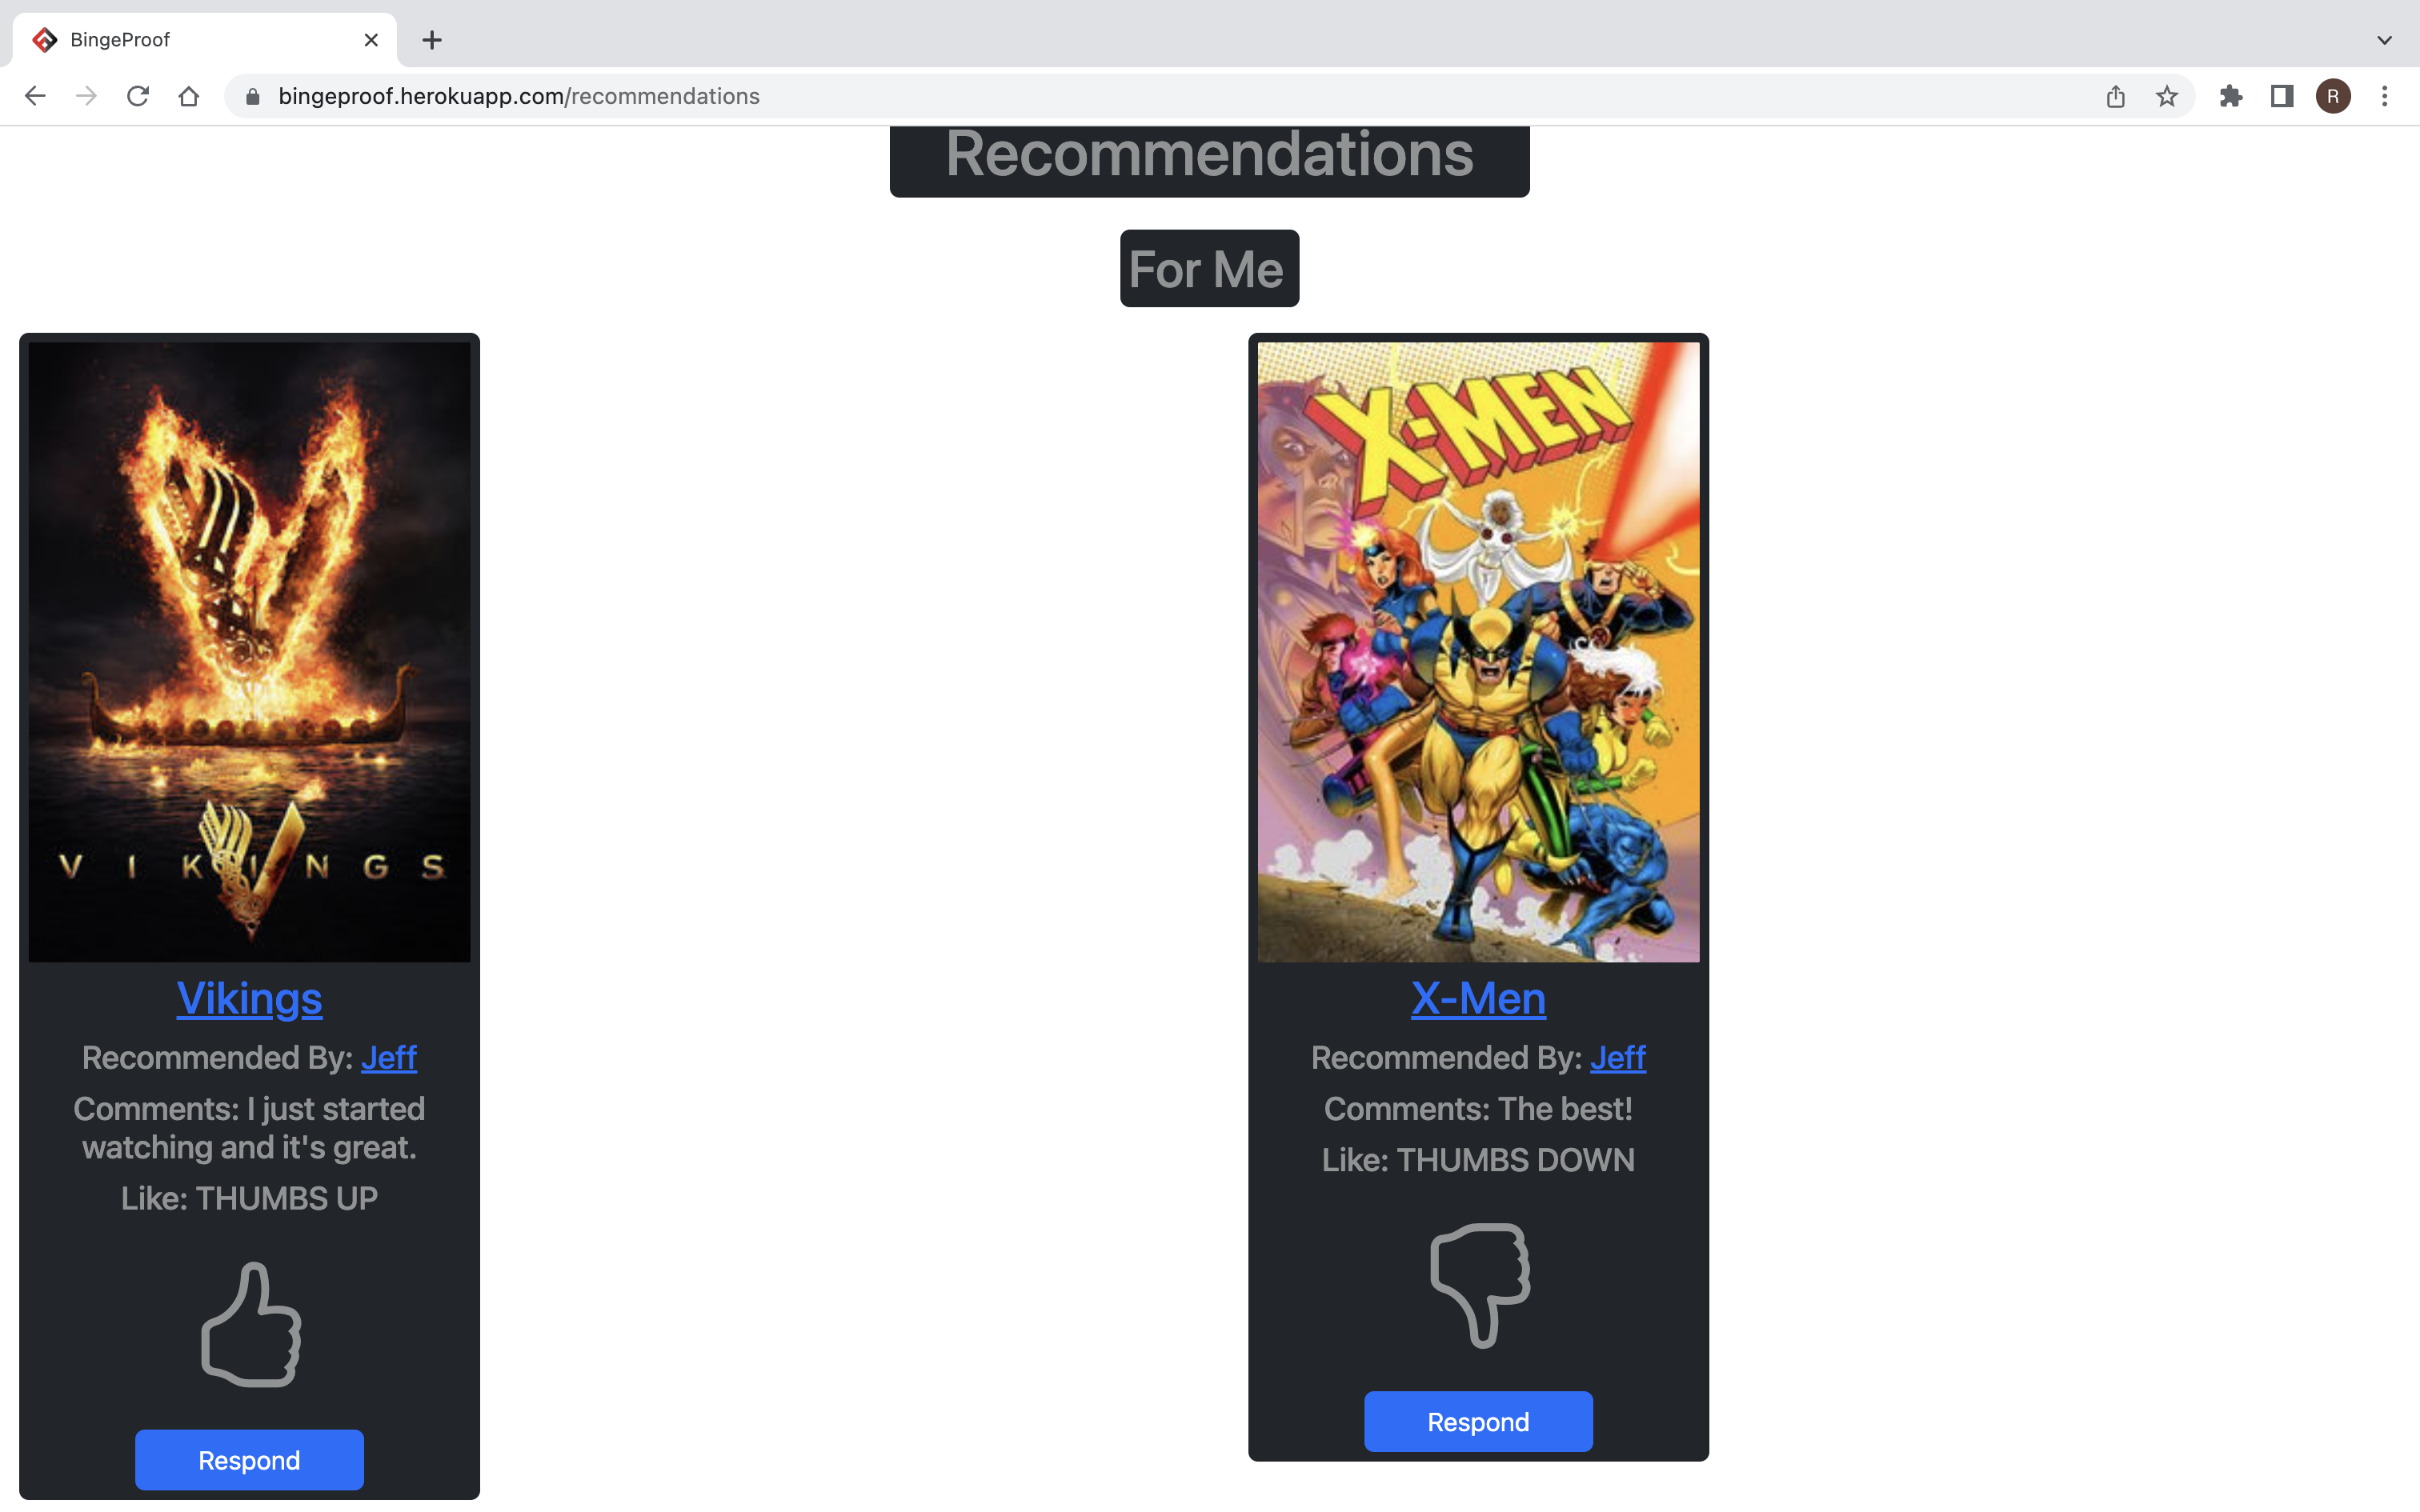 BingeProof
bingeproof.herokuapp.com/recommendations
R
Recommendations
For Me
VIKINGS
Vikings
Recommended By: Jeff
Comments: I just started
watching and it's great.
Like: THUMBS UP
Respond
X-MEN
X-Men
Recommended By: Jeff
Comments: The best!
Like: THUMBS DOWN
Respond